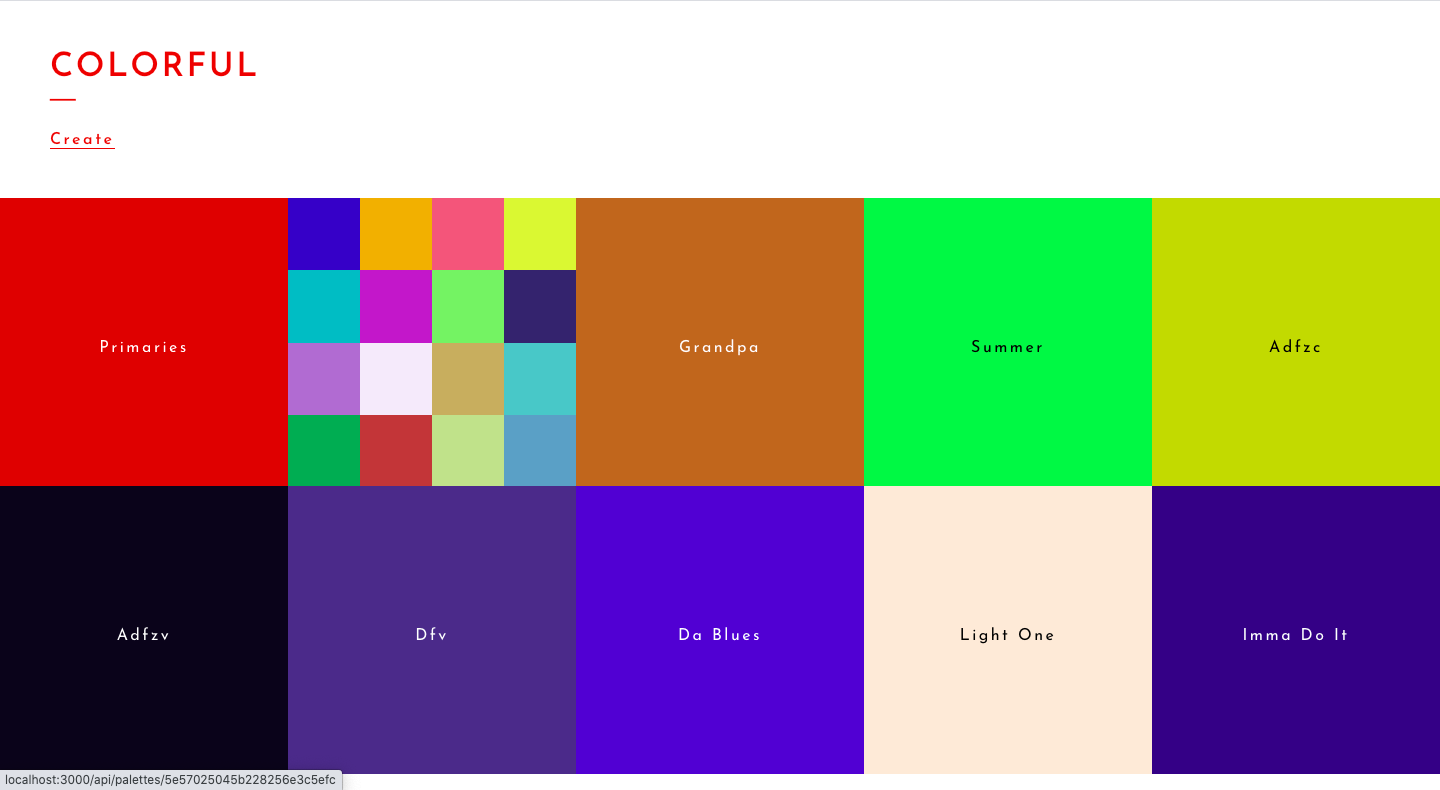 COLORFUL
Create
Primaries
Grandpa
Summer
Adfzc
Adfzv
Dfv
Da Blues
Light One
Imma Do It
localhost:3000/api/palettes/5e57025045b228256e3c5efc